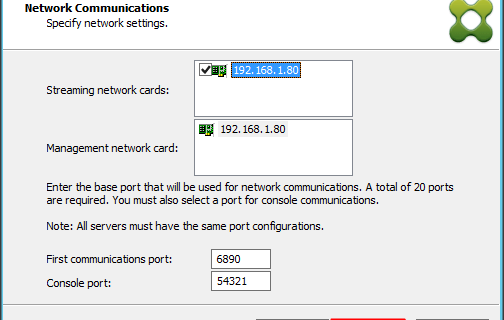 Network Communications
Specify network settings.
192.168.1.80
Streaming network cards:
192.168.1.80
Management network card:
Enter the base port that will be used for network communications. A total of 20 ports
are required. You must also select a port for console communications.
Note: All servers must have the same port configurations.
First communications port: 6890
Console port: 54321